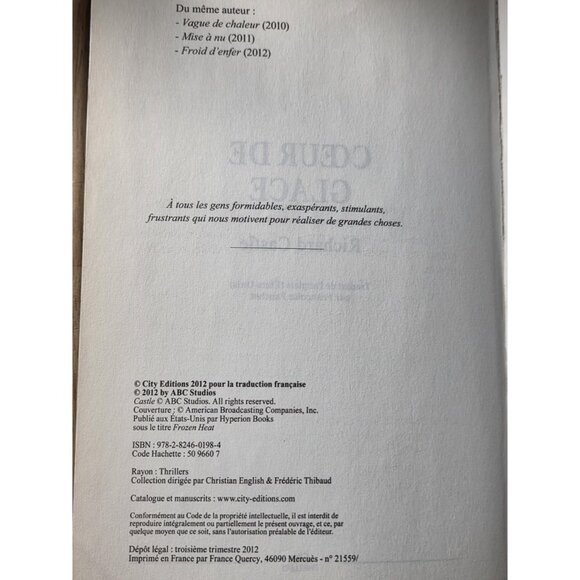 Du même auteur :
- Vague de chaleur (2010)
- Mise à nu (2011)
- Froid d'enfer (2012)
CŒUR DE
GLACE
À tous les gens formidables, exaspérants, stimulants,
frustrants qui nous motivent pour réaliser de grandes choses.
Richard Castle
© City Editions 2012 pour la traduction française
© 2012 by ABC Studios
Castle © ABC Studios. All rights reserved.
Couverture : © American Broadcasting Companies, Inc.
Publié aux États-Unis par Hyperion Books
sous le titre Frozen Heat
ISBN : 978-2-8246-0198-4
Code Hachette : 50 9660 7
Rayon : Thrillers
Collection dirigée par Christian English & Frédéric Thibaud
Catalogue et manuscrits : www.city-editions.com
Conformément au Code de la propriété intellectuelle, il est interdit de
reproduire intégralement ou partiellement le présent ouvrage, et ce, par
quelque moyen que ce soit, sans l'autorisation préalable de l'éditeur.
Dépôt légal : troisième trimestre 2012
Imprimé en France par France Quercy, 46090 Mercuès - n° 21559/